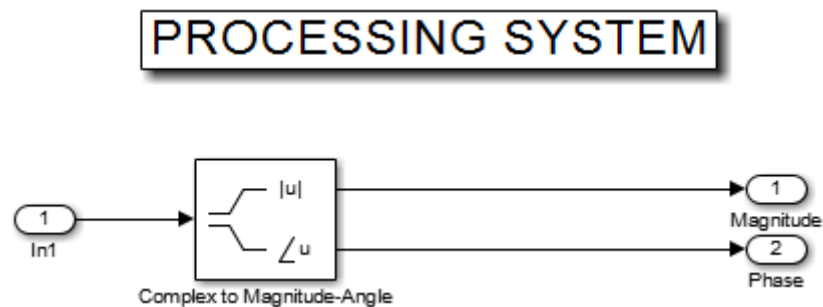 PROCESSING SYSTEM
|u|
1
1
In1
Magnitude
∠u
2
Phase
Complex to Magnitude-Angle